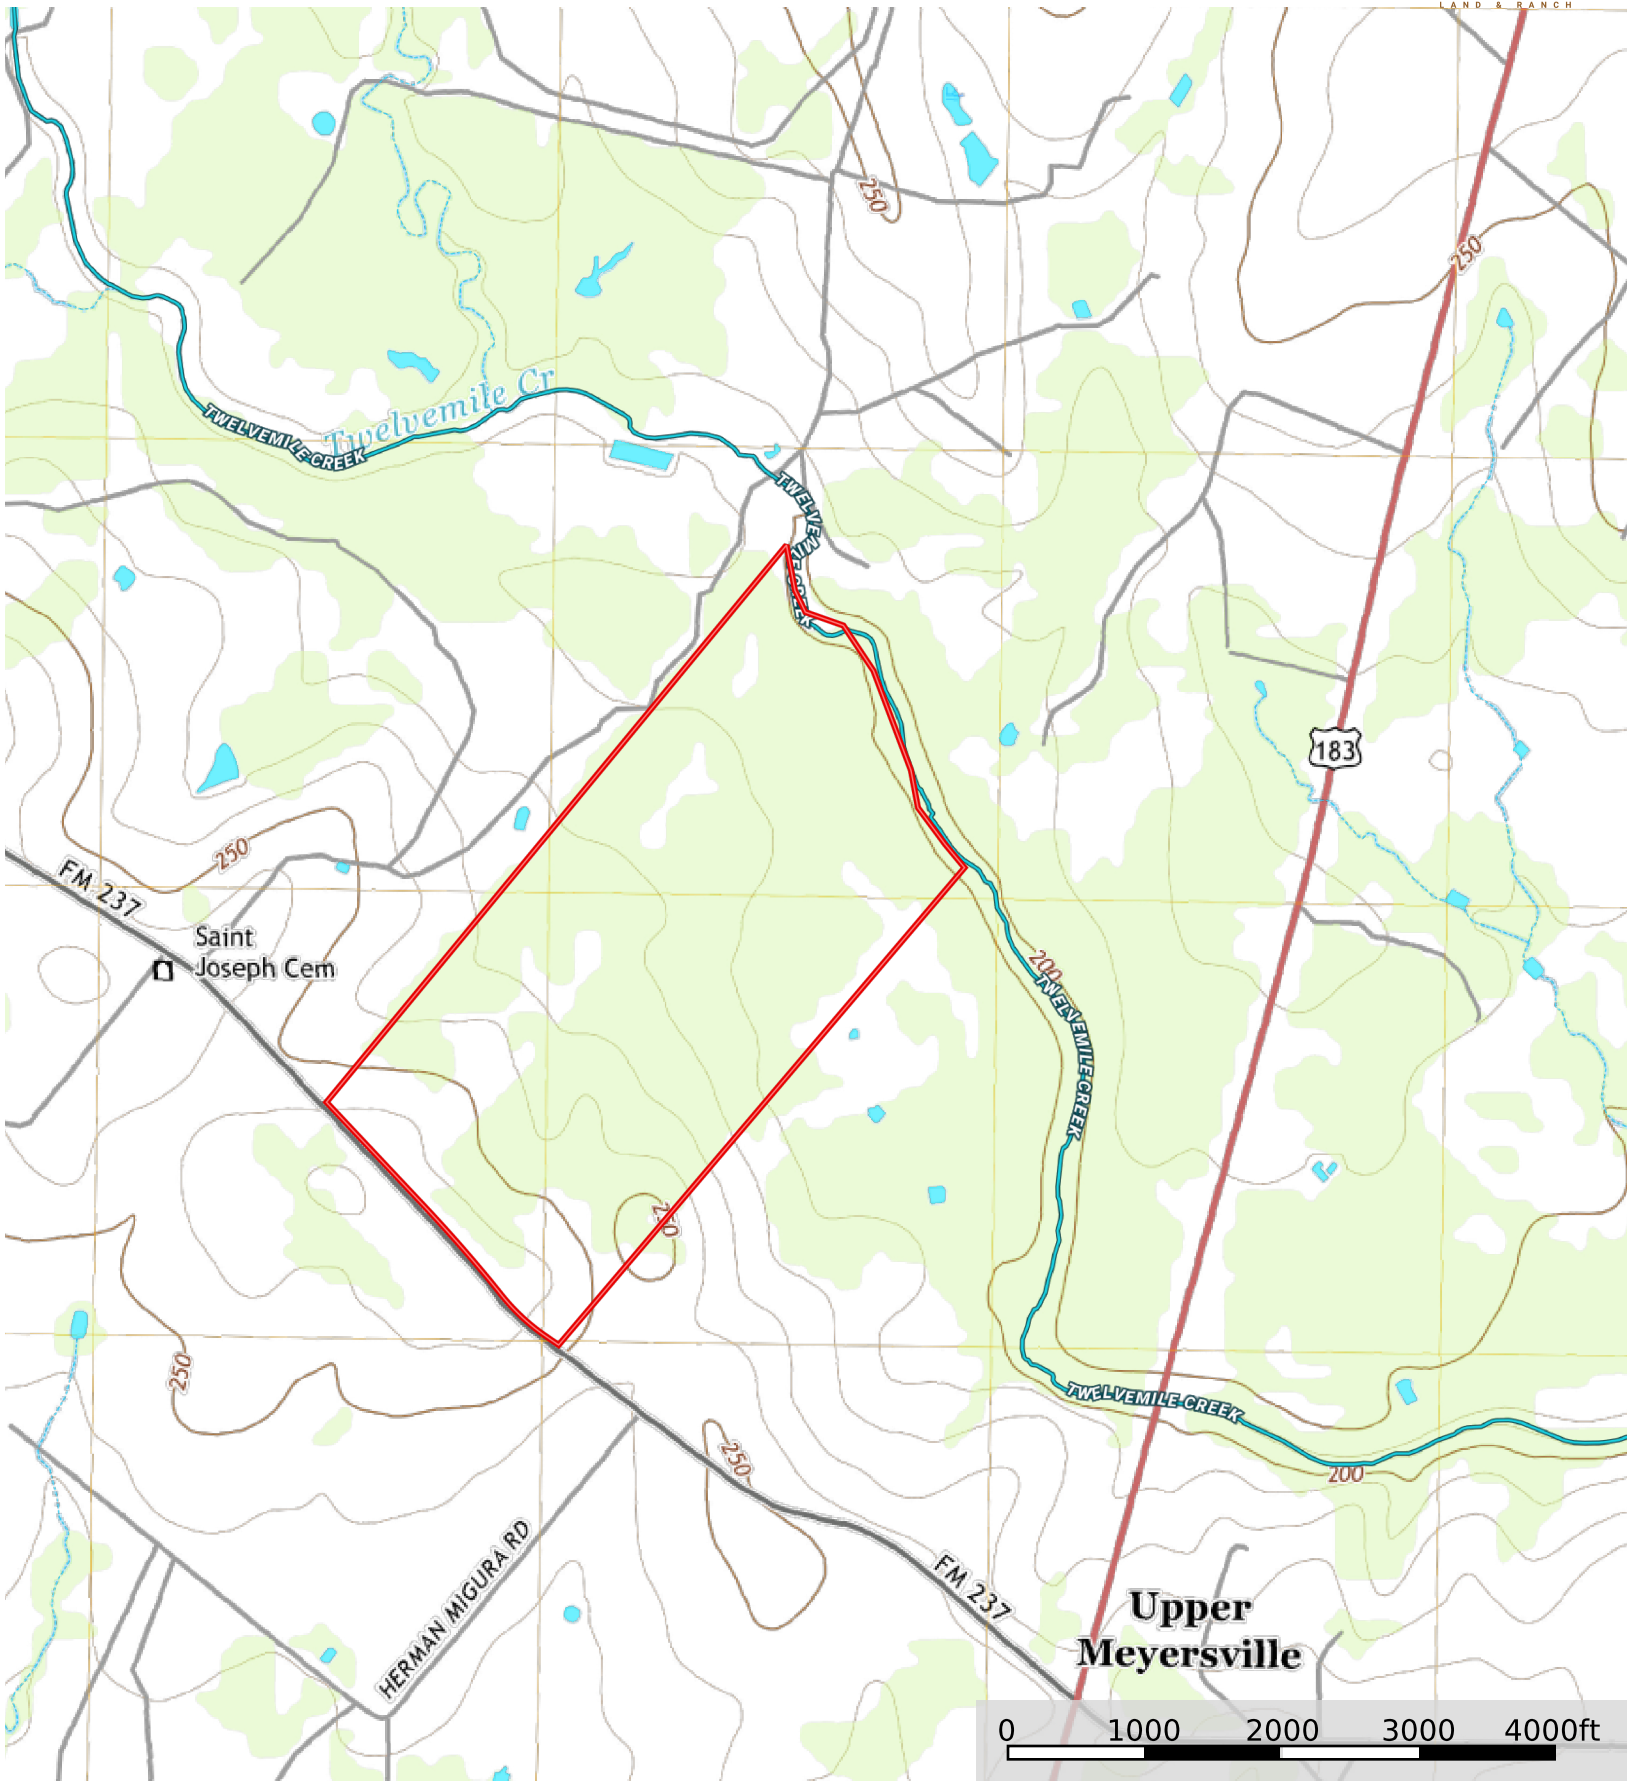 LAND & RANCH
250
250
Twelvemile Cr
TWELVEMILE CREEK
TWELVEMILE CREEK
183
250
FM 237
Saint
Joseph Cem
200
TWELVEMILE CREEK
250
250
TWELVEMILE CREEK
250
200
HERMAN MIGURA RD
FM 237
Upper
Meyersville
0 1000 2000 3000 4000ft